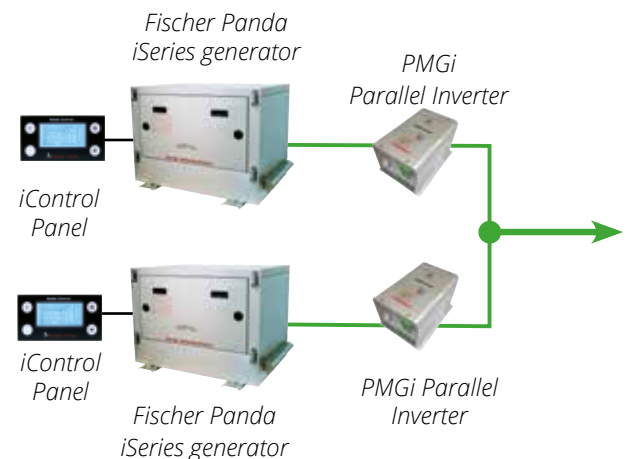 Fischer Panda
iSeries generator
PMGi
Parallel Inverter
iControl
Panel
iControl
Panel
Fischer Panda
iSeries generator
PMGi Parallel
Inverter